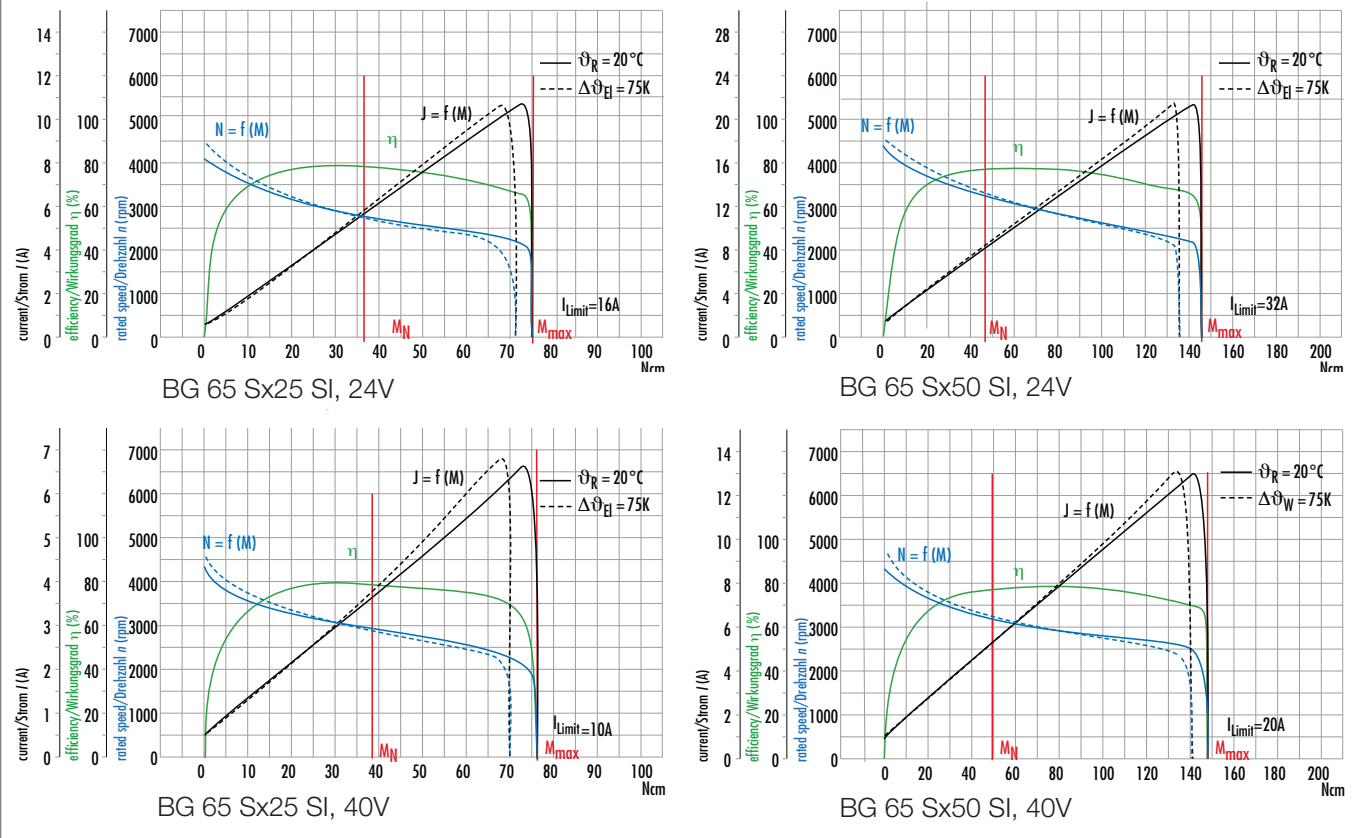 current/Strom I (A)
14
12
10
8
6
4
2
0
efficiency/Wirkungsgrad η (%)
100
80
60
40
20
0
rated speed/Drehzahl n (rpm)
7000
6000
5000
4000
3000
2000
1000
0
ϑR = 20°C
ΔϑEl = 75K
J = f (M)
N = f (M)
η
ILimit=16A
MN
Mmax
0 10 20 30 40 50 60 70 80 90 100
Ncm
BG 65 Sx25 SI, 24V
current/Strom I (A)
28
24
20
16
12
8
4
0
efficiency/Wirkungsgrad η (%)
100
80
60
40
20
0
rated speed/Drehzahl n (rpm)
7000
6000
5000
4000
3000
2000
1000
0
ϑR = 20°C
ΔϑEl = 75K
J = f (M)
N = f (M)
η
ILimit=32A
MN
Mmax
0 20 40 60 80 100 120 140 160 180 200
Ncm
BG 65 Sx50 SI, 24V
current/Strom I (A)
7
6
5
4
3
2
1
0
efficiency/Wirkungsgrad η (%)
100
80
60
40
20
0
rated speed/Drehzahl n (rpm)
7000
6000
5000
4000
3000
2000
1000
0
J = f (M)
ϑR = 20°C
ΔϑEl = 75K
N = f (M)
η
ILimit=10A
MN
Mmax
0 10 20 30 40 50 60 70 80 90 100
Ncm
BG 65 Sx25 SI, 40V
current/Strom I (A)
14
12
10
8
6
4
2
0
efficiency/Wirkungsgrad η (%)
100
80
60
40
20
0
rated speed/Drehzahl n (rpm)
7000
6000
5000
4000
3000
2000
1000
0
ϑR = 20°C
ΔϑW = 75K
J = f (M)
N = f (M)
η
ILimit=20A
MN
Mmax
0 20 40 60 80 100 120 140 160 180 200
Ncm
BG 65 Sx50 SI, 40V